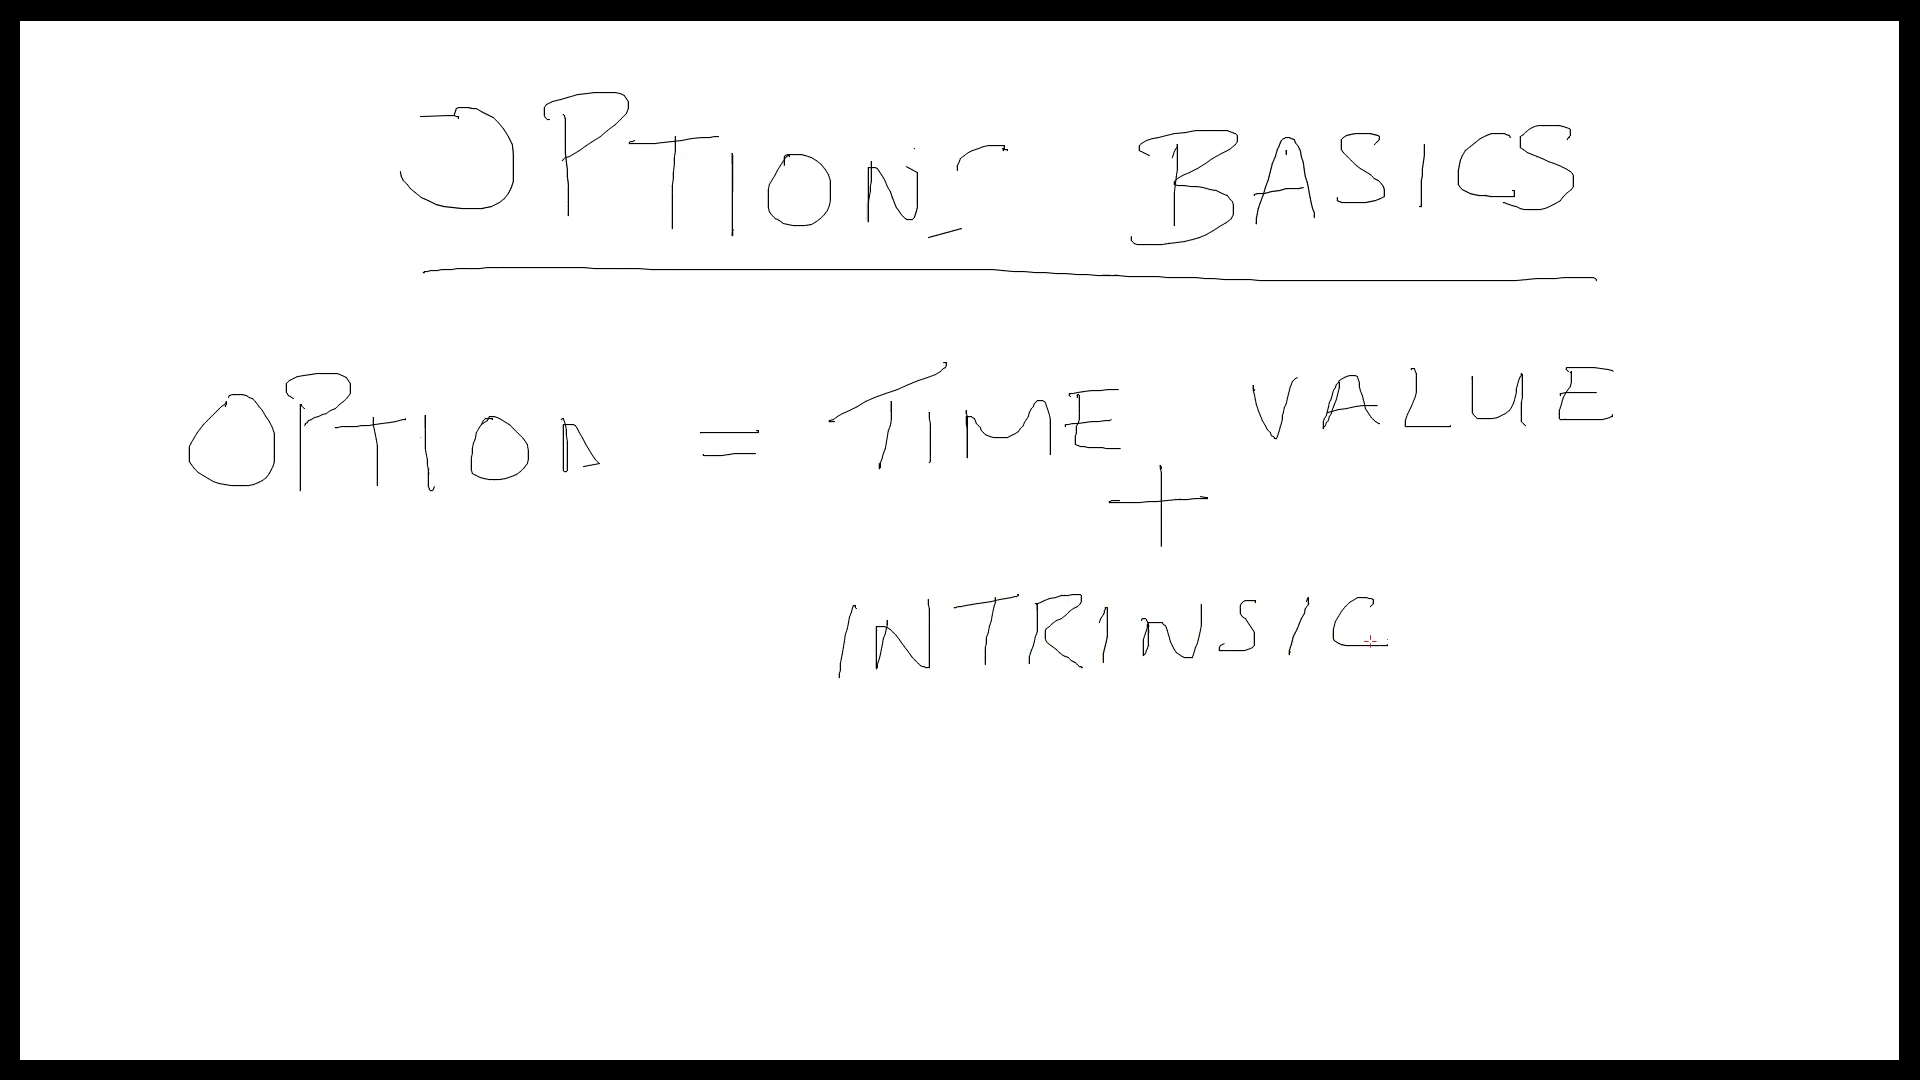 OPTIONS BASICS
OPTION = TIME VALUE
+
INTRINSIC